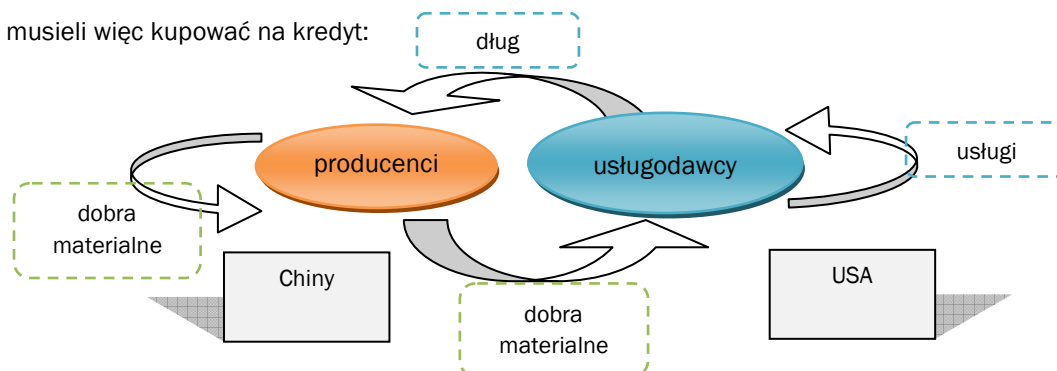 musieli więc kupować na kredyt:
dług
producenci
usługodawcy
usługi
dobra
materialne
Chiny
USA
dobra
materialne